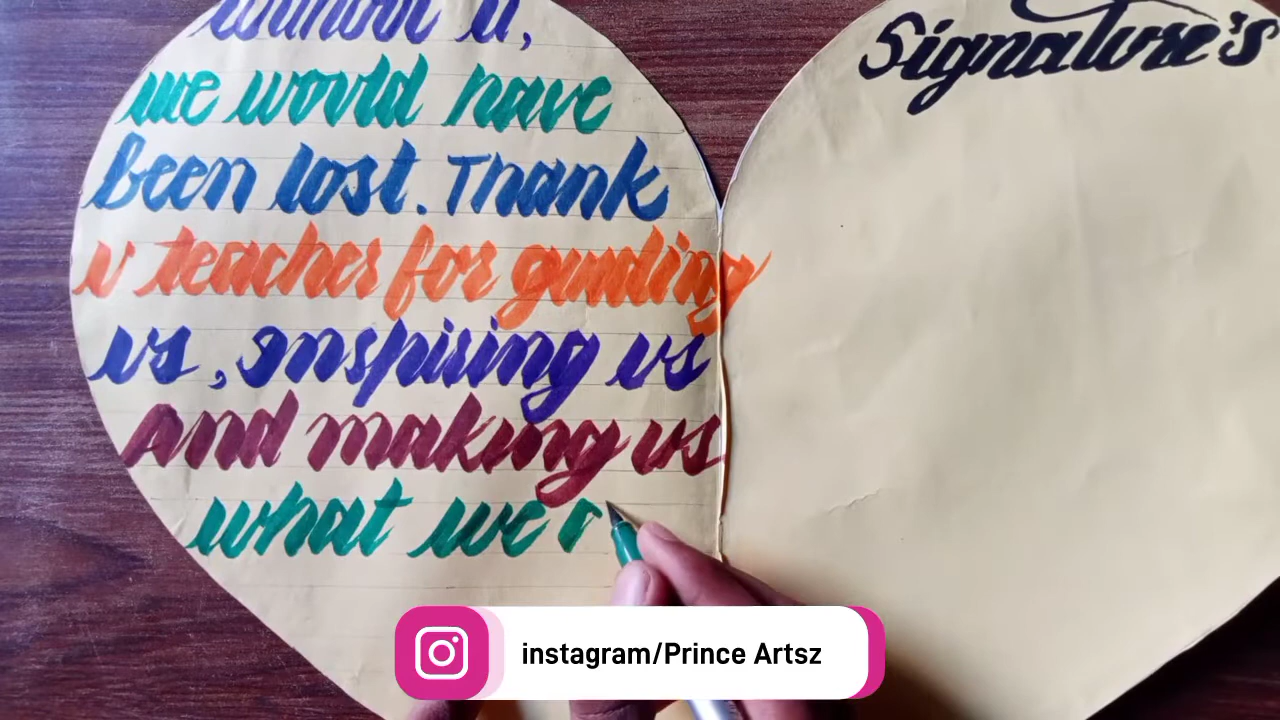 without u,
we would have
been lost. Thank
u teacher for guiding
us, Inspiring us
And making us
what we a
Signature's
instagram/Prince Artsz